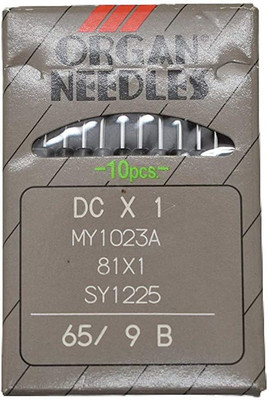 ORGAN
NEEDLES
-10pcs.-
DC X 1
MY1023A
81X1
SY1225
65/ 9 B